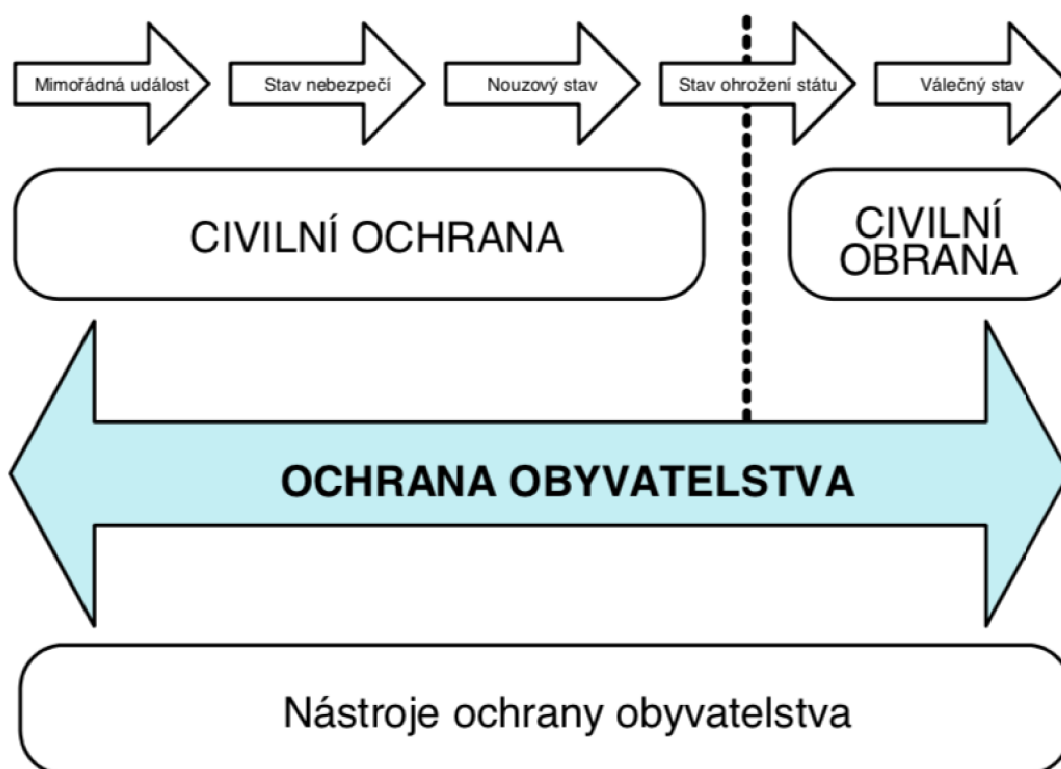 Mimořádná událost
Stav nebezpečí
Nouzový stav
Stav ohrožení státu
Válečný stav
CIVILNÍ OCHRANA
CIVILNÍ
OBRANA
OCHRANA OBYVATELSTVA
Nástroje ochrany obyvatelstva